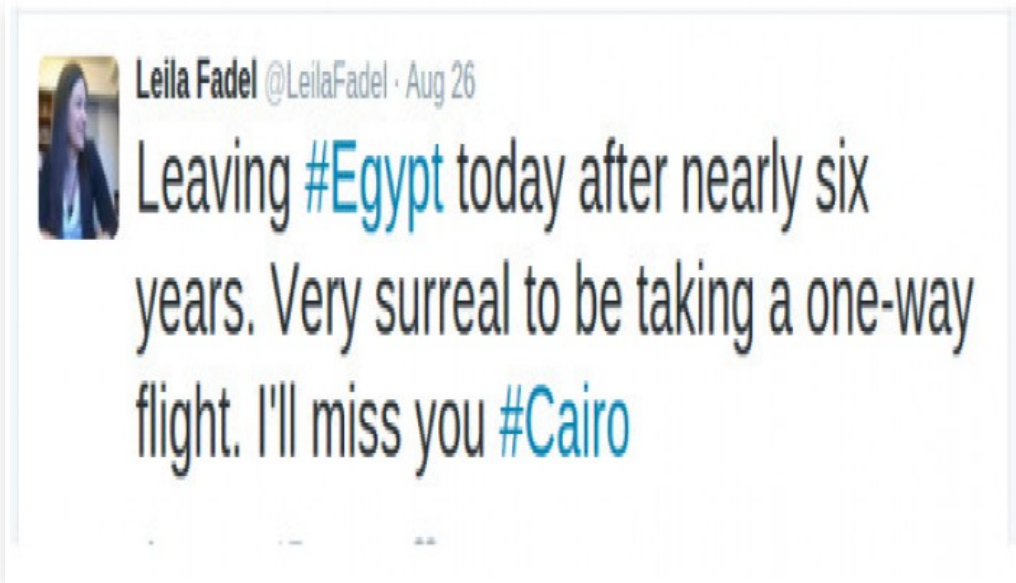 Leila Fadel @LeilaFadel · Aug 26
Leaving #Egypt today after nearly six
years. Very surreal to be taking a one-way
flight. I'll miss you #Cairo